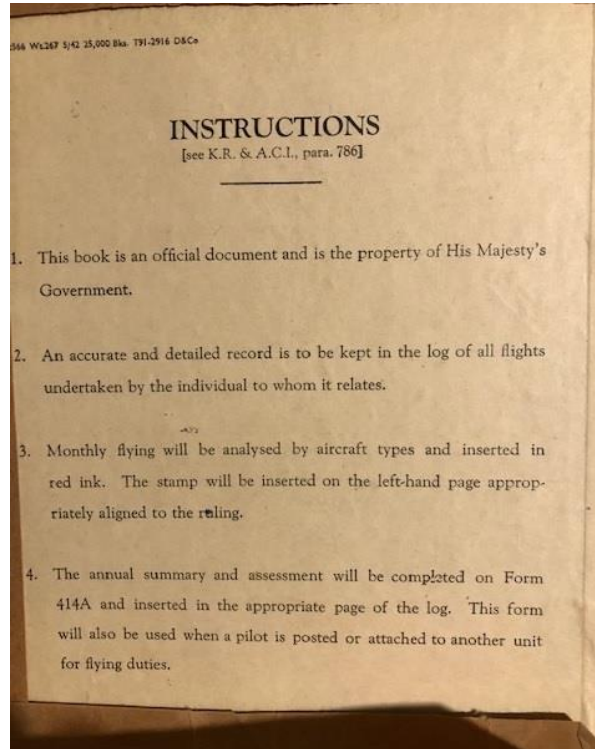 566 Wt.267 5/42 25,000 Bks. T91-2916 D&Co
INSTRUCTIONS
[see K.R. & A.C.I., para. 786]
1. This book is an official document and is the property of His Majesty's
Government.
2. An accurate and detailed record is to be kept in the log of all flights
undertaken by the individual to whom it relates.
3. Monthly flying will be analysed by aircraft types and inserted in
red ink. The stamp will be inserted on the left-hand page approp-
riately aligned to the ruling.
4. The annual summary and assessment will be completed on Form
414A and inserted in the appropriate page of the log. This form
will also be used when a pilot is posted or attached to another unit
for flying duties.